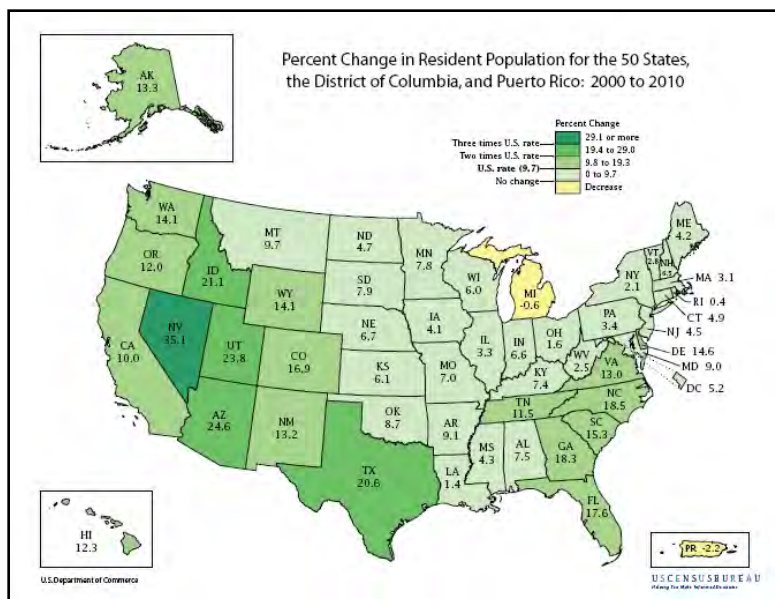 Percent Change in Resident Population for the 50 States,
the District of Columbia, and Puerto Rico: 2000 to 2010
Percent Change
Three times U.S. rate
29.1 or more
Two times U.S. rate
19.4 to 29.0
U.S. rate (9.7)
9.8 to 19.3
No change
0 to 9.7
Decrease
AK
13.3
WA
14.1
OR
12.0
CA
10.0
ID
21.1
NV
35.1
MT
9.7
WY
14.1
UT
23.8
CO
16.9
AZ
24.6
NM
13.2
ND
4.7
SD
7.9
NE
6.7
KS
6.1
OK
8.7
TX
20.6
MN
7.8
IA
4.1
MO
7.0
AR
9.1
LA
1.4
WI
6.0
IL
3.3
MI
-0.6
IN
6.6
OH
1.6
KY
7.4
TN
11.5
MS
4.3
AL
7.5
GA
18.3
FL
17.6
SC
15.3
NC
18.5
VA
13.0
WV
2.5
PA
3.4
NY
2.1
VT
2.8
NH
ME
4.2
MA 3.1
RI 0.4
CT 4.9
NJ 4.5
DE 14.6
MD 9.0
DC 5.2
HI
12.3
PR -2.2
U.S. Department of Commerce
USCENSUSBUREAU